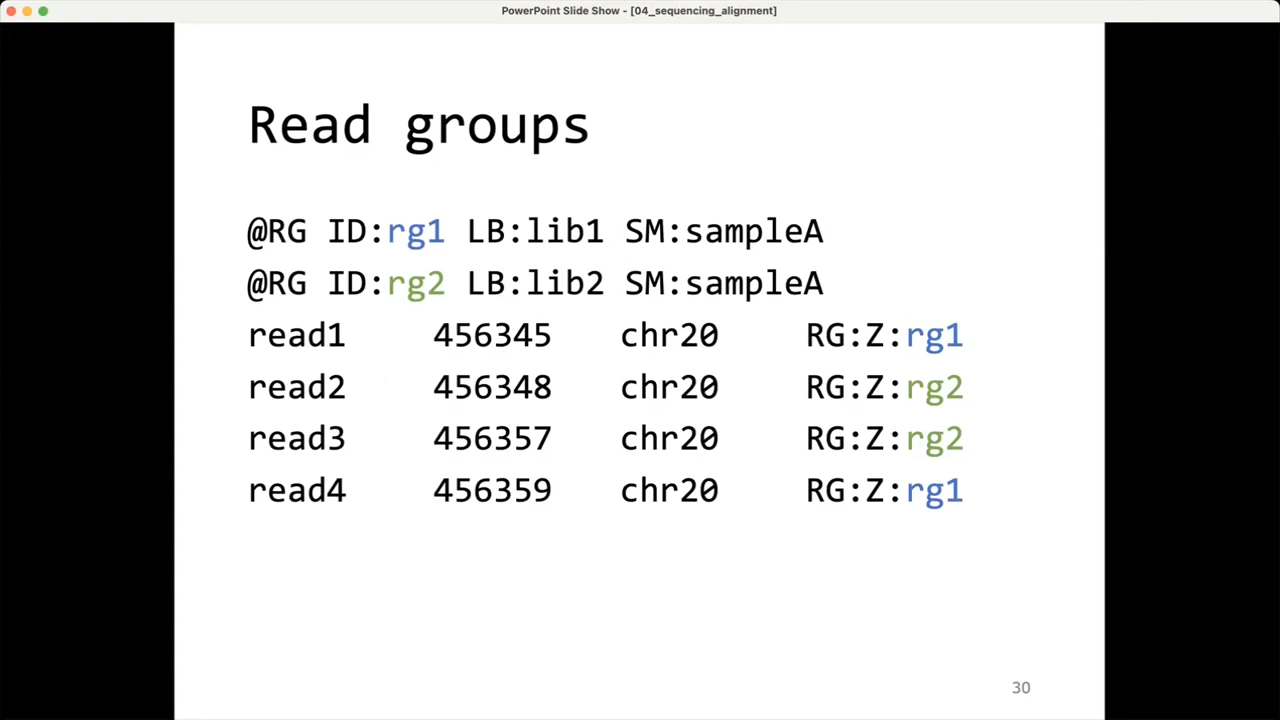 PowerPoint Slide Show - [04_sequencing_alignment]
Read groups
@RG ID:rg1 LB:lib1 SM:sampleA
@RG ID:rg2 LB:lib2 SM:sampleA
read1 456345 chr20 RG:Z:rg1
read2 456348 chr20 RG:Z:rg2
read3 456357 chr20 RG:Z:rg2
read4 456359 chr20 RG:Z:rg1
30